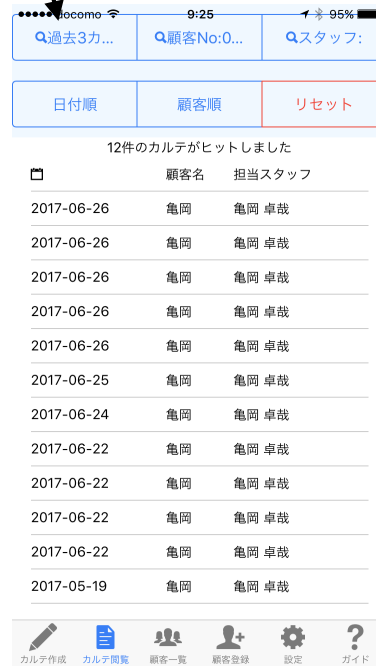 docomo 9:25 95%
過去3カ... 顧客No:0... スタッフ:
日付順 顧客順 リセット
12件のカルテがヒットしました
顧客名 担当スタッフ
2017-06-26 亀岡 亀岡 卓哉
2017-06-26 亀岡 亀岡 卓哉
2017-06-26 亀岡 亀岡 卓哉
2017-06-26 亀岡 亀岡 卓哉
2017-06-26 亀岡 亀岡 卓哉
2017-06-25 亀岡 亀岡 卓哉
2017-06-24 亀岡 亀岡 卓哉
2017-06-22 亀岡 亀岡 卓哉
2017-06-22 亀岡 亀岡 卓哉
2017-06-22 亀岡 亀岡 卓哉
2017-06-22 亀岡 亀岡 卓哉
2017-05-19 亀岡 亀岡 卓哉
カルテ作成 カルテ閲覧 顧客一覧 顧客登録 設定 ガイド